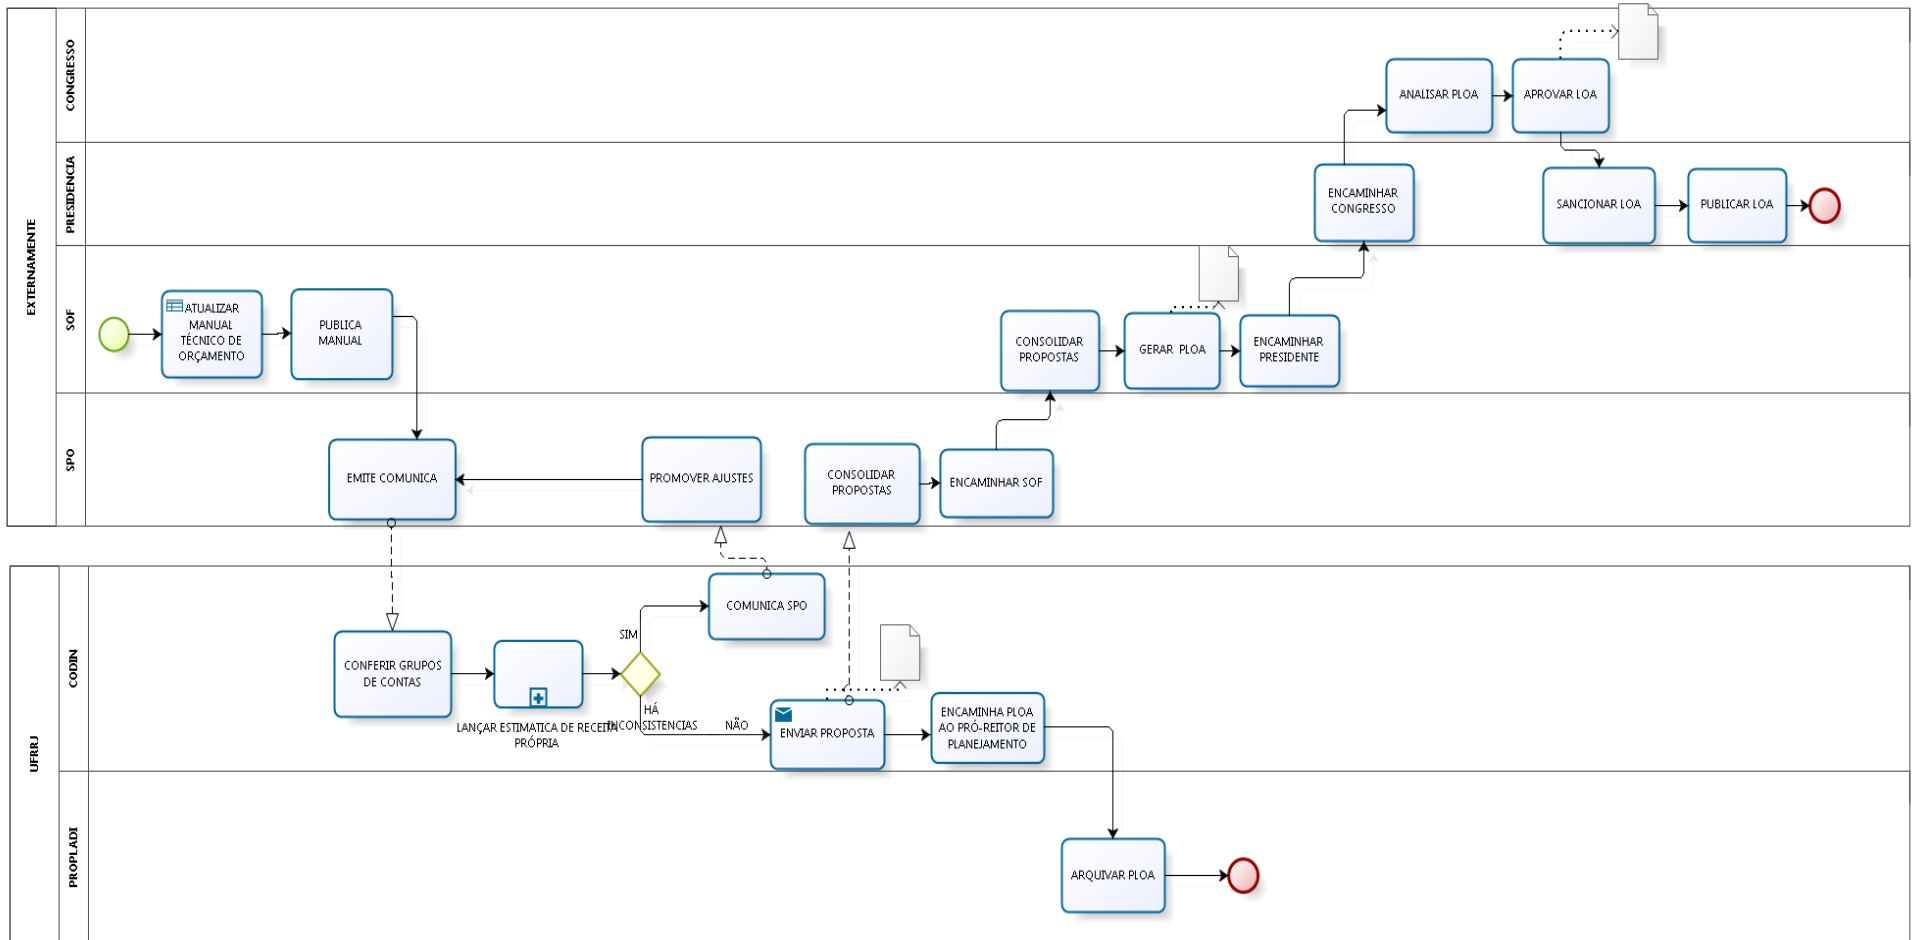 EXTERNAMENTE
CONGRESSO
ANALISAR PLOA
APROVAR LOA
PRESIDENCIA
ENCAMINHAR
CONGRESSO
SANCIONAR LOA
PUBLICAR LOA
SOF
ATUALIZAR
MANUAL
TÉCNICO DE
ORÇAMENTO
PUBLICA
MANUAL
CONSOLIDAR
PROPOSTAS
GERAR PLOA
ENCAMINHAR
PRESIDENTE
SPO
EMITE COMUNICA
PROMOVER AJUSTES
CONSOLIDAR
PROPOSTAS
ENCAMINHAR SOF
UFRRJ
CODIN
CONFERIR GRUPOS
DE CONTAS
LANÇAR ESTIMATICA DE RECEITA
PRÓPRIA
SIM
HÁ
INCONSISTENCIAS
NÃO
COMUNICA SPO
ENVIAR PROPOSTA
ENCAMINHA PLOA
AO PRÓ-REITOR DE
PLANEJAMENTO
PROPLADI
ARQUIVAR PLOA